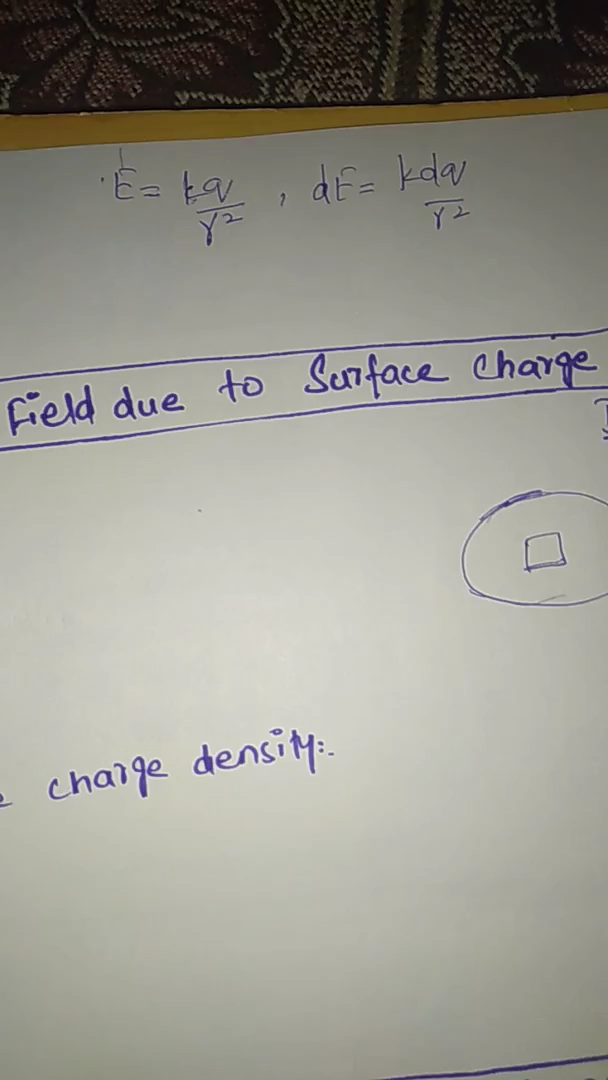 E = kq/r², dE = kdq/r²
Field due to Surface Charge
charge density:-